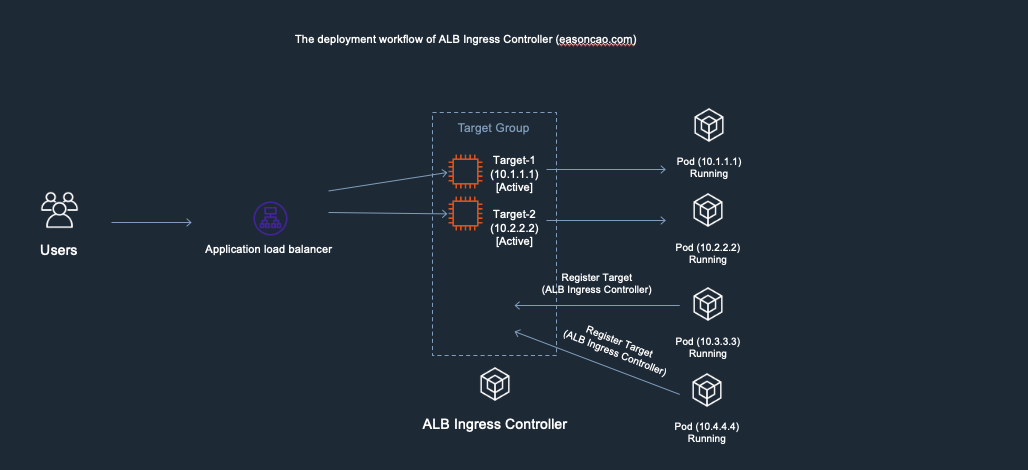 The deployment workflow of ALB Ingress Controller (easoncao.com)
Target Group
Target-1
(10.1.1.1)
[Active]
Target-2
(10.2.2.2)
[Active]
Pod (10.1.1.1)
Running
Pod (10.2.2.2)
Running
Users
Application load balancer
Register Target
(ALB Ingress Controller)
Register Target
(ALB Ingress Controller)
Pod (10.3.3.3)
Running
ALB Ingress Controller
Pod (10.4.4.4)
Running